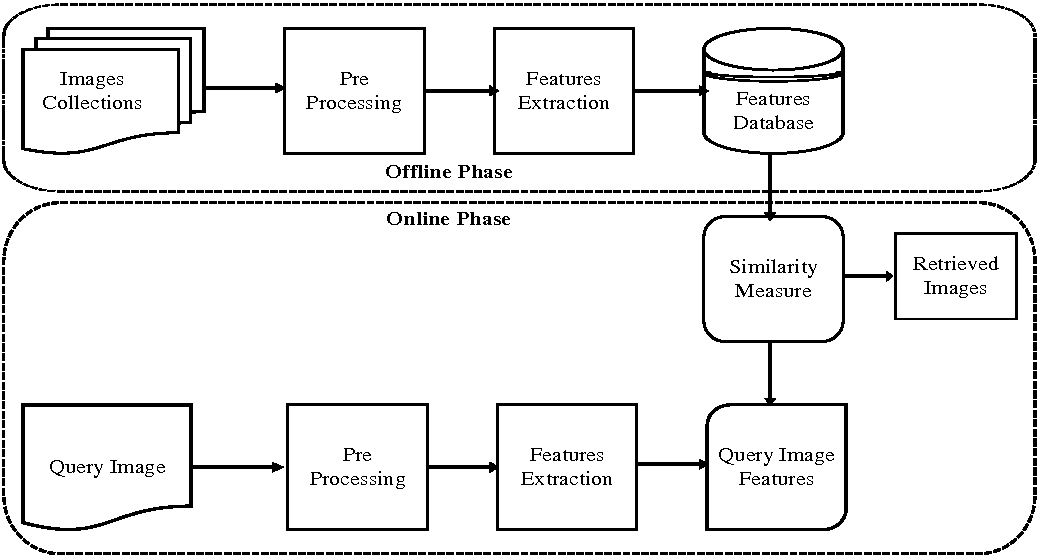 Images
Collections
Pre
Processing
Features
Extraction
Features
Database
Offline Phase
Online Phase
Similarity
Measure
Retrieved
Images
Query Image
Pre
Processing
Features
Extraction
Query Image
Features